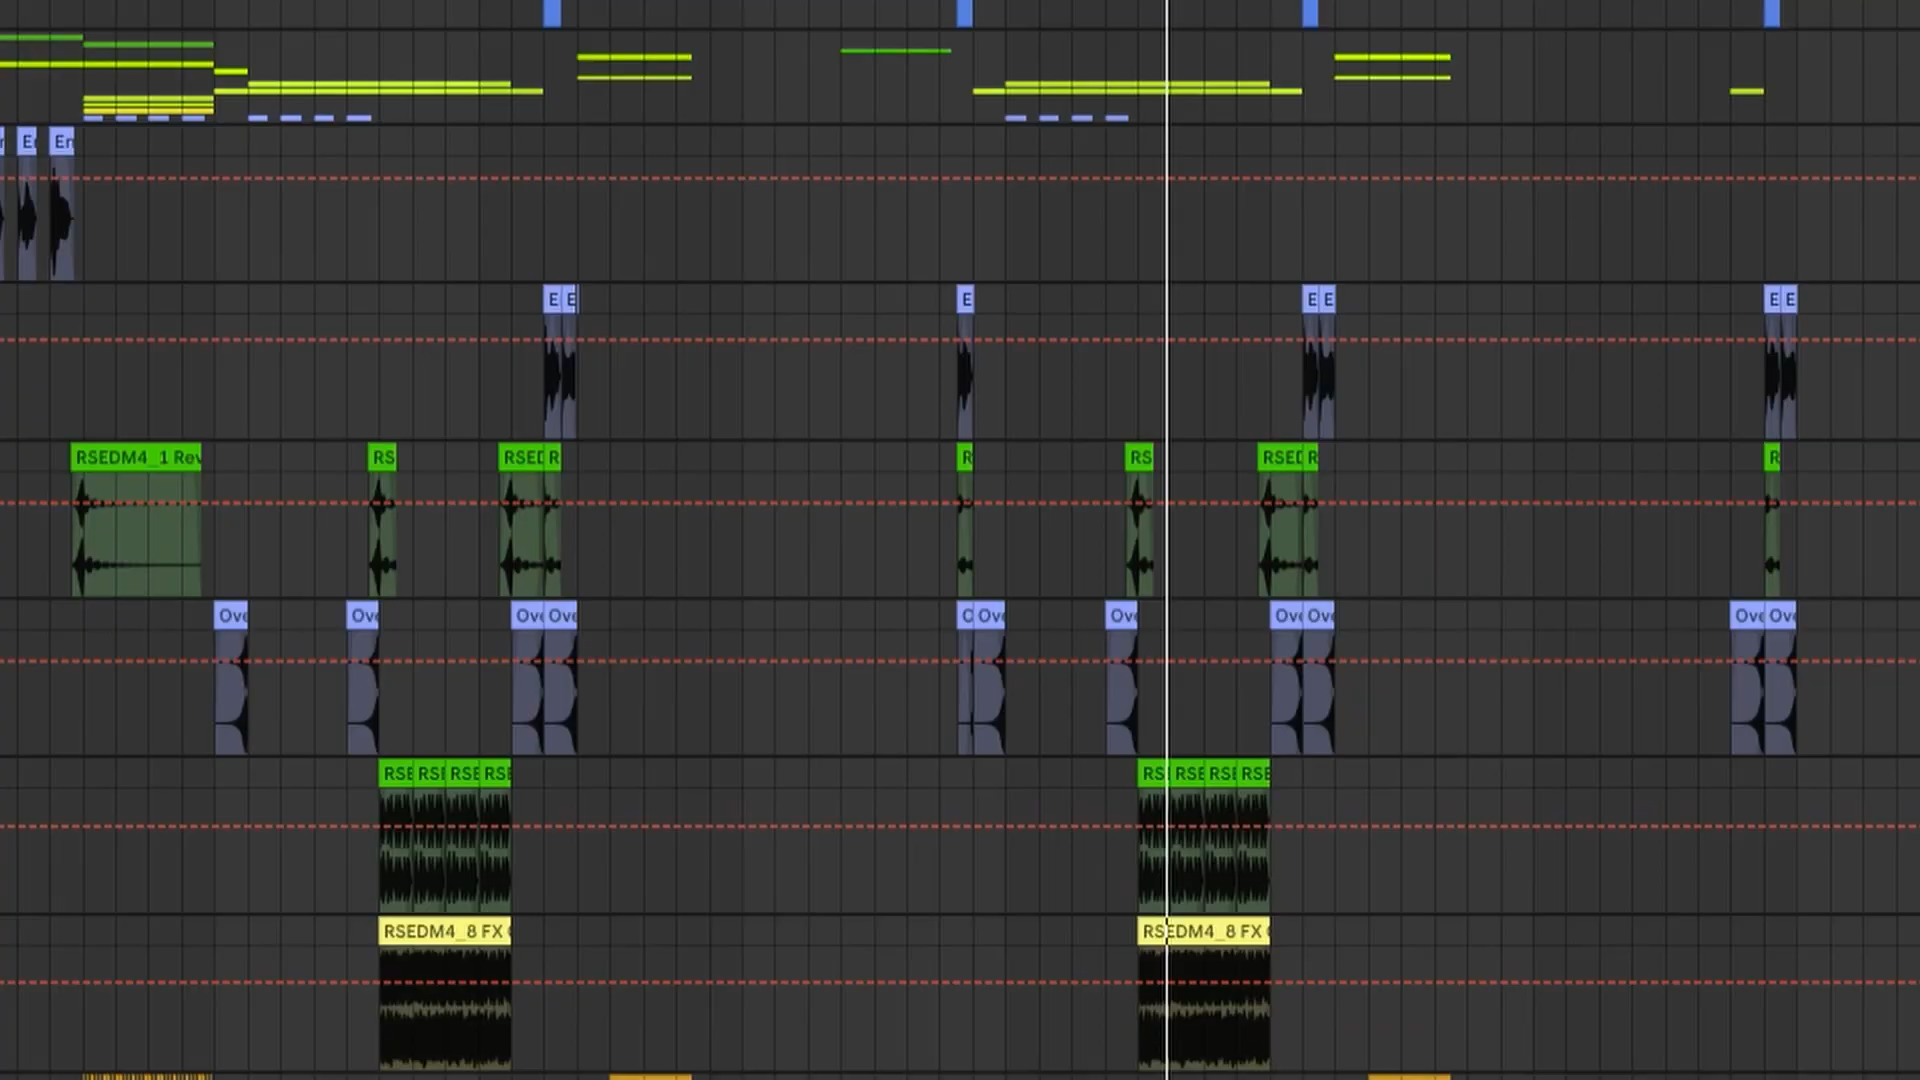 En
E E
E
E E
E E
RSEDM4_1 Rev
RS
RSED R
R
RS
RSED R
R
Ove
Ove
Ove Ove
O Ove
Ove
Ove Ove
Ove Ove
RSE RSE RSE RSE
RSE RSE RSE RSE
RSEDM4_8 FX
RSEDM4_8 FX